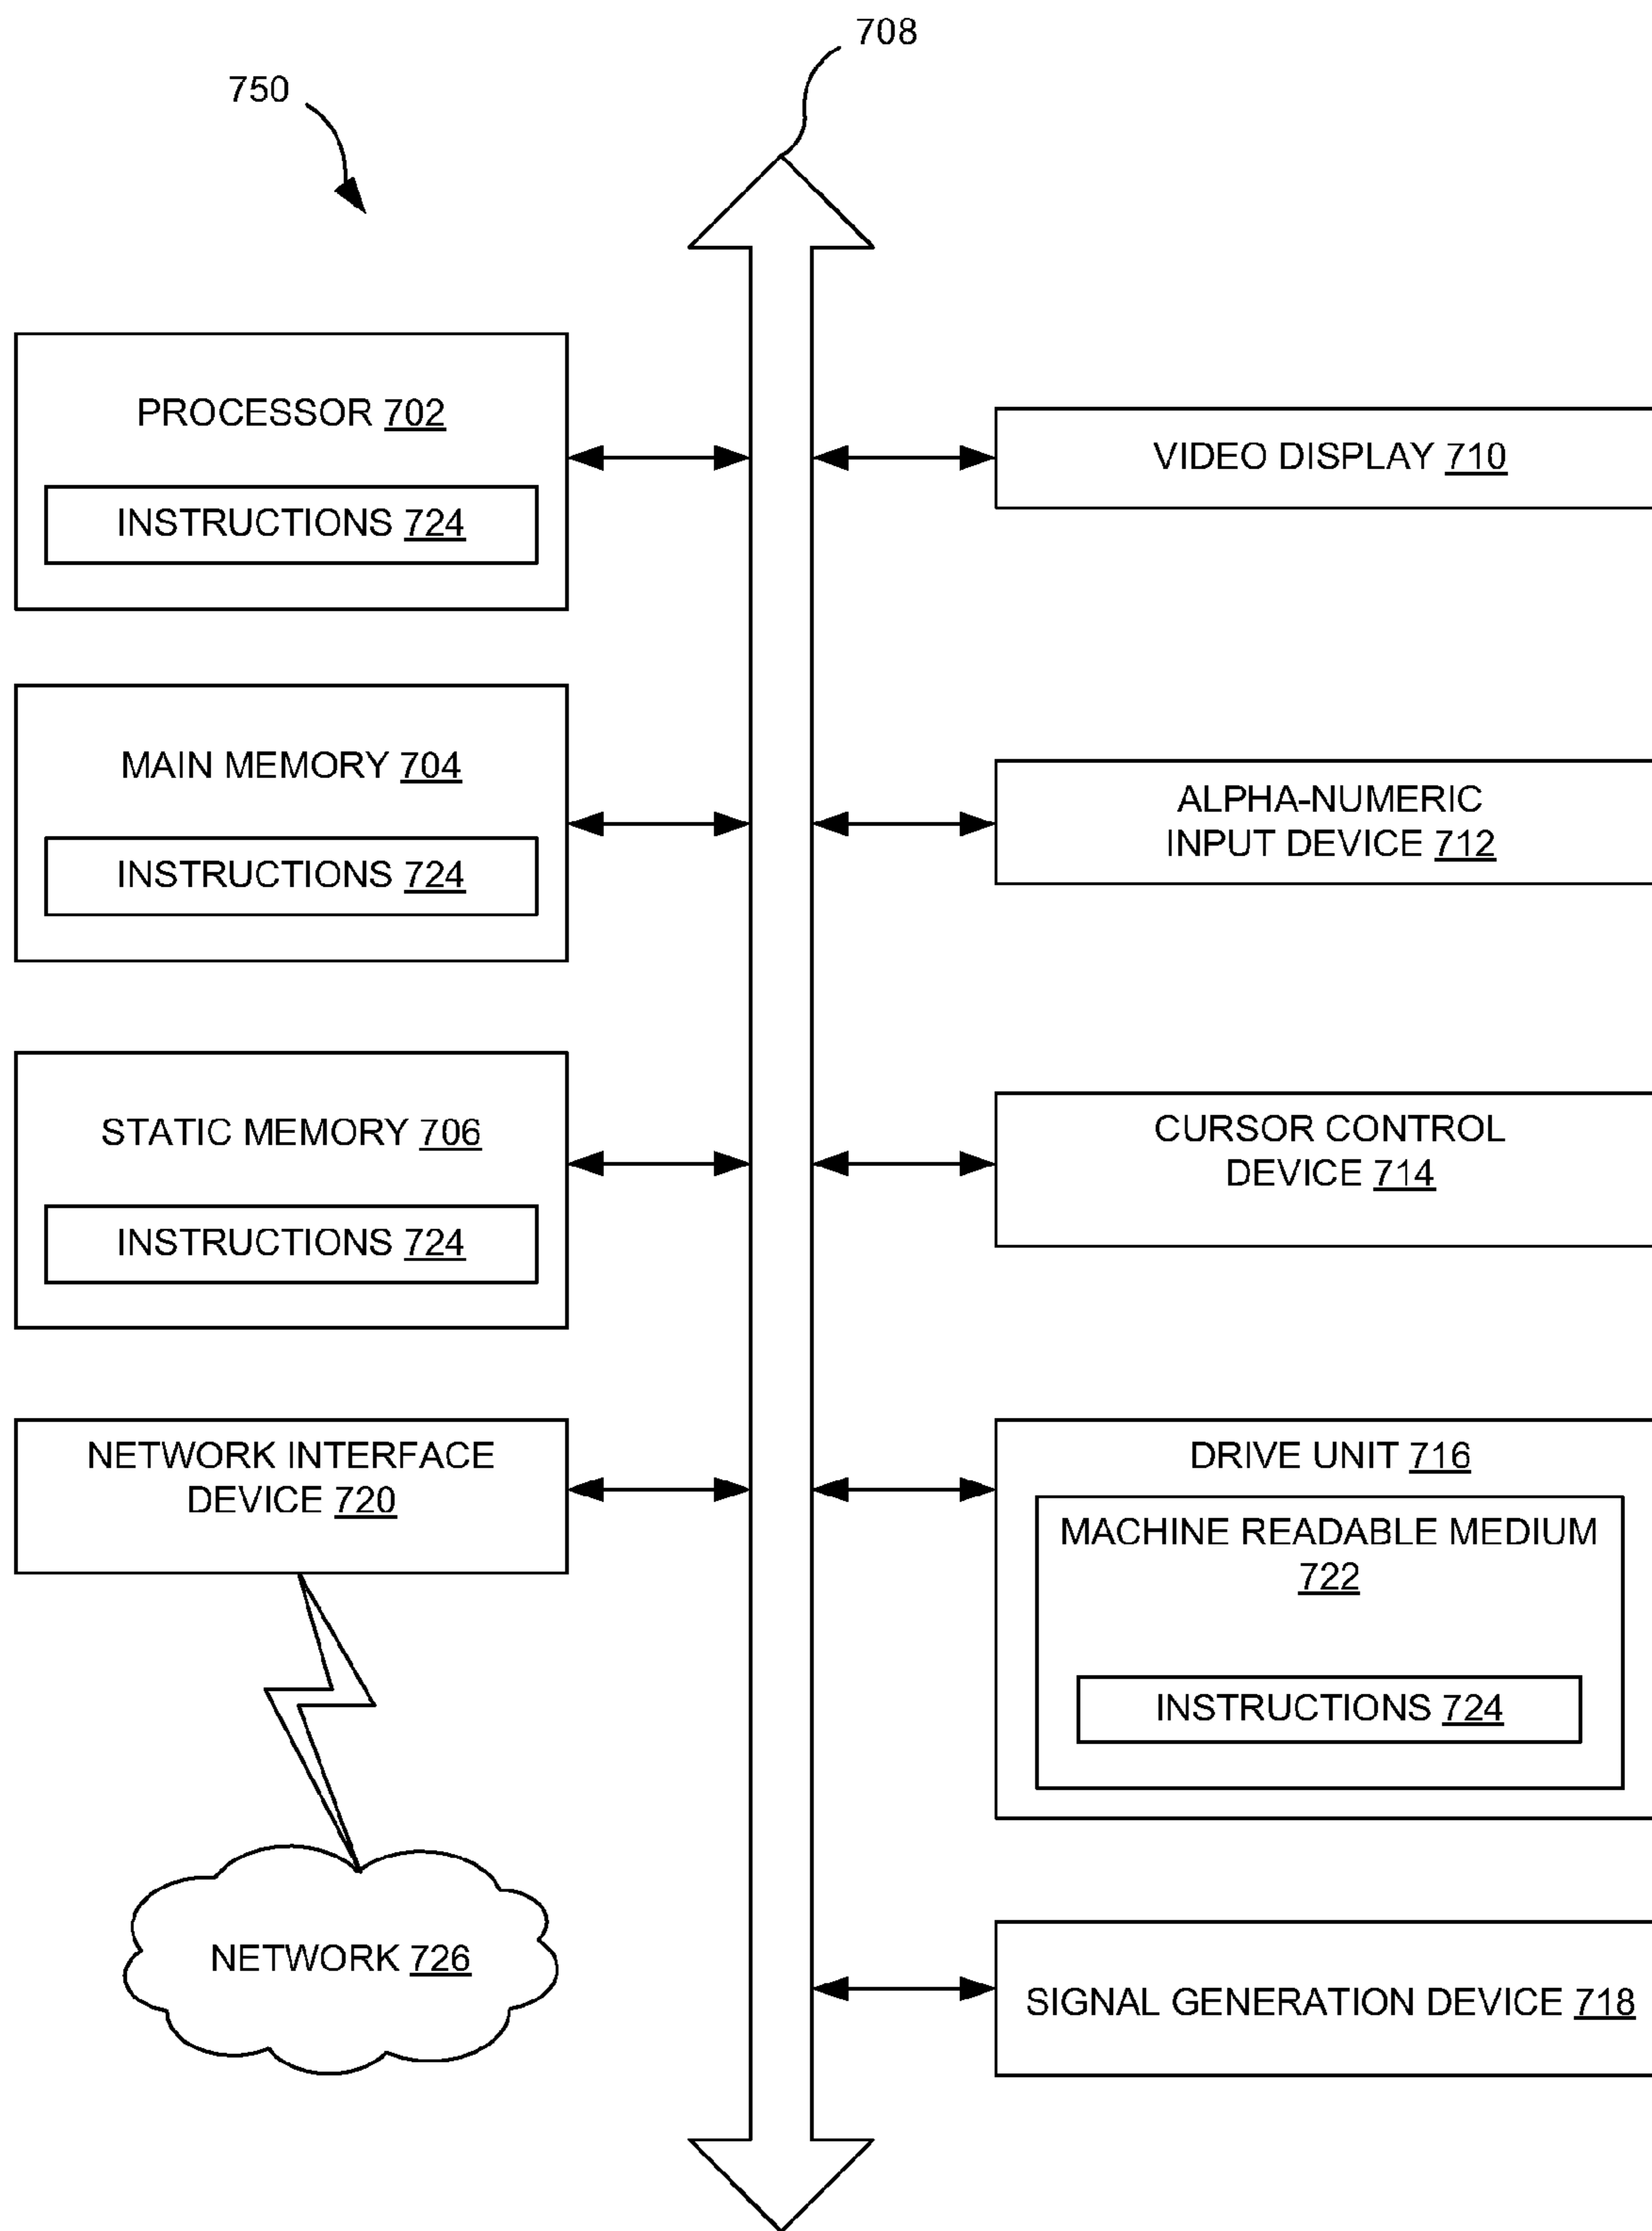 708
750
PROCESSOR 702
INSTRUCTIONS 724
MAIN MEMORY 704
INSTRUCTIONS 724
STATIC MEMORY 706
INSTRUCTIONS 724
NETWORK INTERFACE
DEVICE 720
NETWORK 726
VIDEO DISPLAY 710
ALPHA-NUMERIC
INPUT DEVICE 712
CURSOR CONTROL
DEVICE 714
DRIVE UNIT 716
MACHINE READABLE MEDIUM
722
INSTRUCTIONS 724
SIGNAL GENERATION DEVICE 718